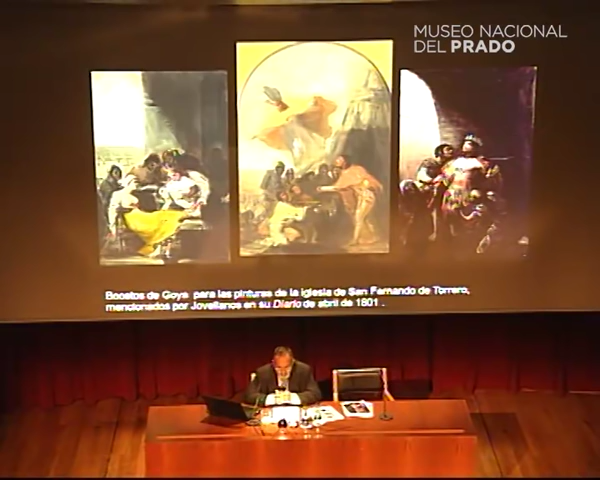 MUSEO NACIONAL
DEL PRADO
Bocetos de Goya para las pinturas de la iglesia de San Fernando de Torrero,
mencionados por Jovellanos en su Diario de abril de 1801 .